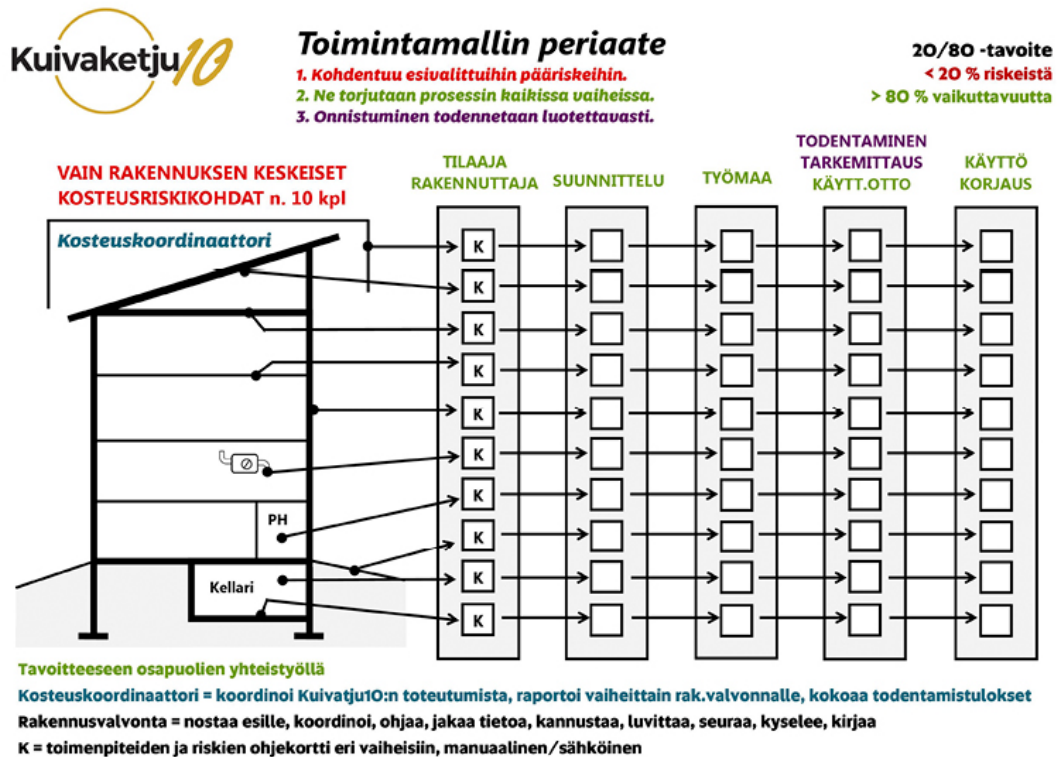 Kuivaketju10
Toimintamallin periaate
1. Kohdentuu esivalittuihin pääriskeihin.
2. Ne torjutaan prosessin kaikissa vaiheissa.
3. Onnistuminen todennetaan luotettavasti.
20/80 -tavoite
< 20 % riskeistä
> 80 % vaikuttavuutta
VAIN RAKENNUKSEN KESKEISET
KOSTEUSRISKIKOHDAT n. 10 kpl
TILAAJA
RAKENNUTTAJA
SUUNNITTELU
TYÖMAA
TODENTAMINEN
TARKEMITTAUS
KÄYTT.OTTO
KÄYTTÖ
KORJAUS
Kosteuskoordinaattori
K
K
K
K
K
K
K
K
K
K
PH
Kellari
Tavoitteeseen osapuolien yhteistyöllä
Kosteuskoordinaattori = koordinoi Kuivatju10:n toteutumista, raportoi vaiheittain rak.valvonnalle, kokoaa todentamistulokset
Rakennusvalvonta = nostaa esille, koordinoi, ohjaa, jakaa tietoa, kannustaa, luvittaa, seuraa, kyselee, kirjaa
K = toimenpiteiden ja riskien ohjekortti eri vaiheisiin, manuaalinen/sähköinen